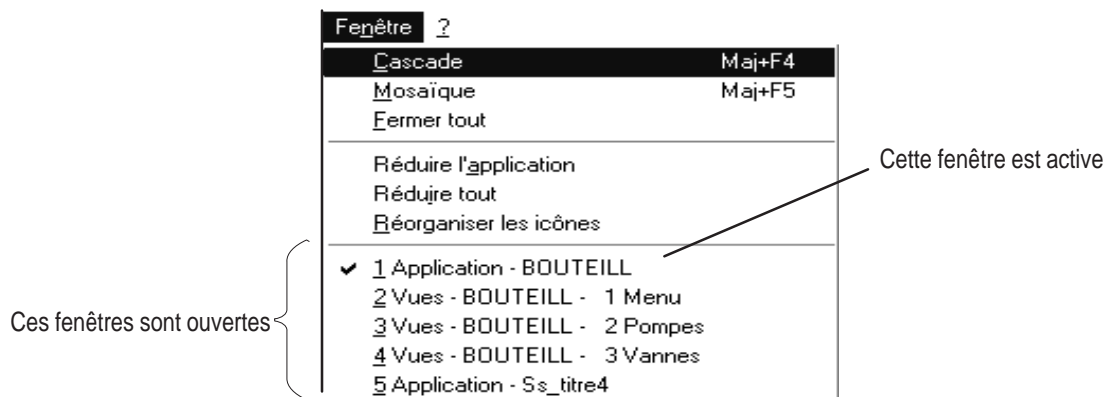 Fenêtre ?
Cascade Maj+F4
Mosaïque Maj+F5
Fermer tout
Réduire l'application
Réduire tout
Réorganiser les icônes
Cette fenêtre est active
1 Application - BOUTEILL
2 Vues - BOUTEILL - 1 Menu
3 Vues - BOUTEILL - 2 Pompes
4 Vues - BOUTEILL - 3 Vannes
5 Application - Ss_titre4
Ces fenêtres sont ouvertes